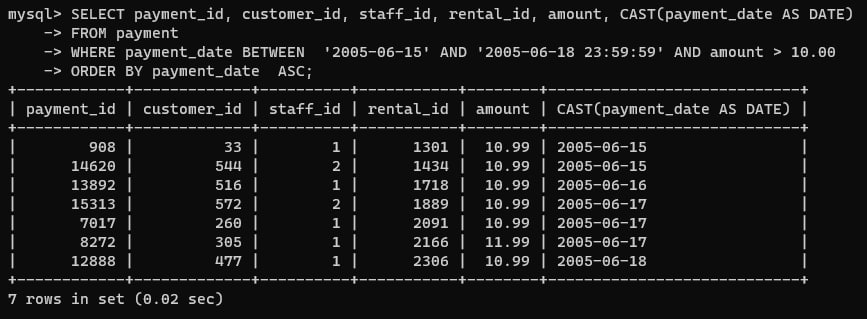 mysql> SELECT payment_id, customer_id, staff_id, rental_id, amount, CAST(payment_date AS DATE)
    -> FROM payment
    -> WHERE payment_date BETWEEN  '2005-06-15' AND '2005-06-18 23:59:59' AND amount > 10.00
    -> ORDER BY payment_date  ASC;
+------------+-------------+----------+-----------+--------+----------------------------+
| payment_id | customer_id | staff_id | rental_id | amount | CAST(payment_date AS DATE) |
+------------+-------------+----------+-----------+--------+----------------------------+
|        908 |          33 |        1 |      1301 |  10.99 | 2005-06-15                 |
|      14620 |         544 |        2 |      1434 |  10.99 | 2005-06-15                 |
|      13892 |         516 |        1 |      1718 |  10.99 | 2005-06-16                 |
|      15313 |         572 |        2 |      1889 |  10.99 | 2005-06-17                 |
|       7017 |         260 |        1 |      2091 |  10.99 | 2005-06-17                 |
|       8272 |         305 |        1 |      2166 |  11.99 | 2005-06-17                 |
|      12888 |         477 |        1 |      2306 |  10.99 | 2005-06-18                 |
+------------+-------------+----------+-----------+--------+----------------------------+
7 rows in set (0.02 sec)